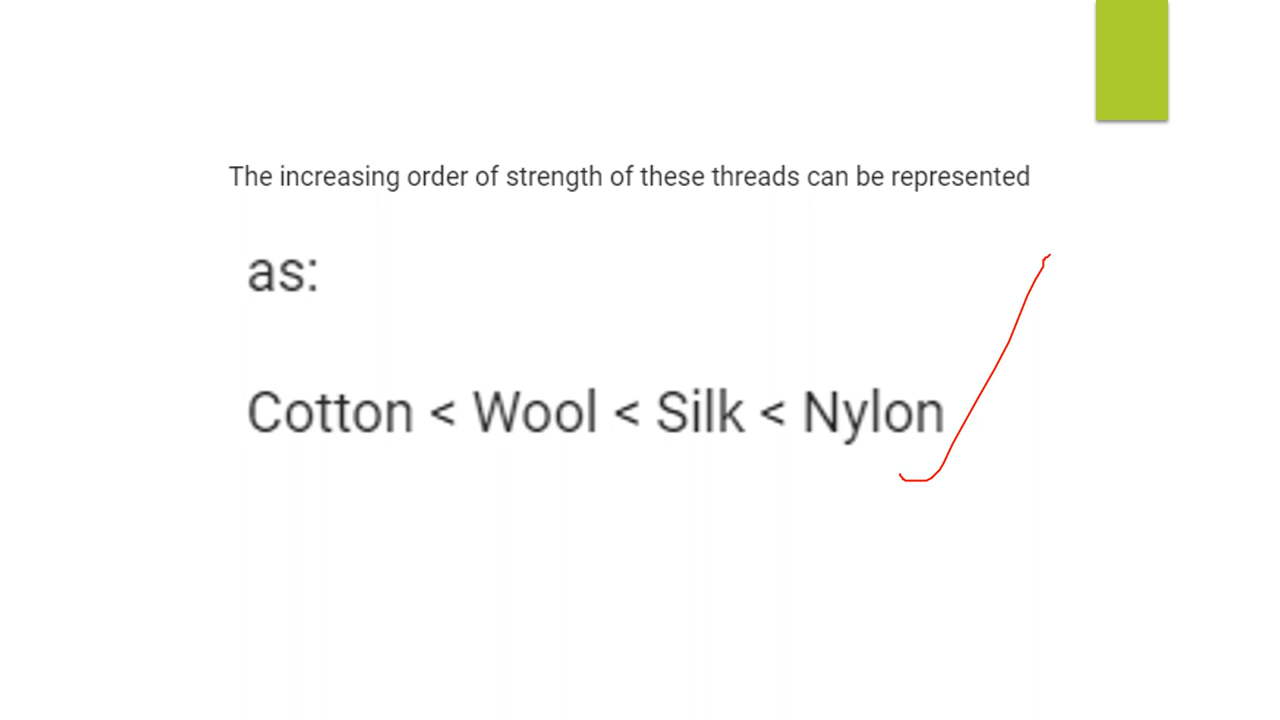 The increasing order of strength of these threads can be represented
as:
Cotton < Wool < Silk < Nylon